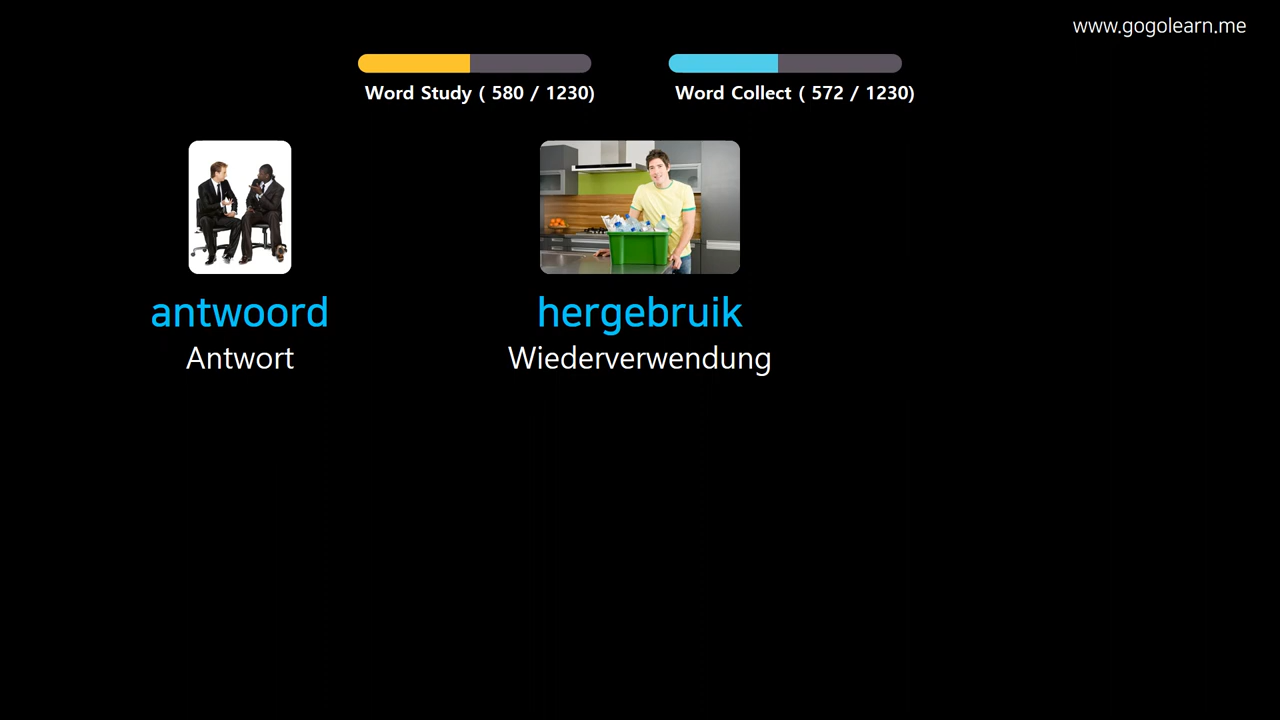 www.gogolearn.me
Word Study ( 580 / 1230)
Word Collect ( 572 / 1230)
antwoord
Antwort
hergebruik
Wiederverwendung